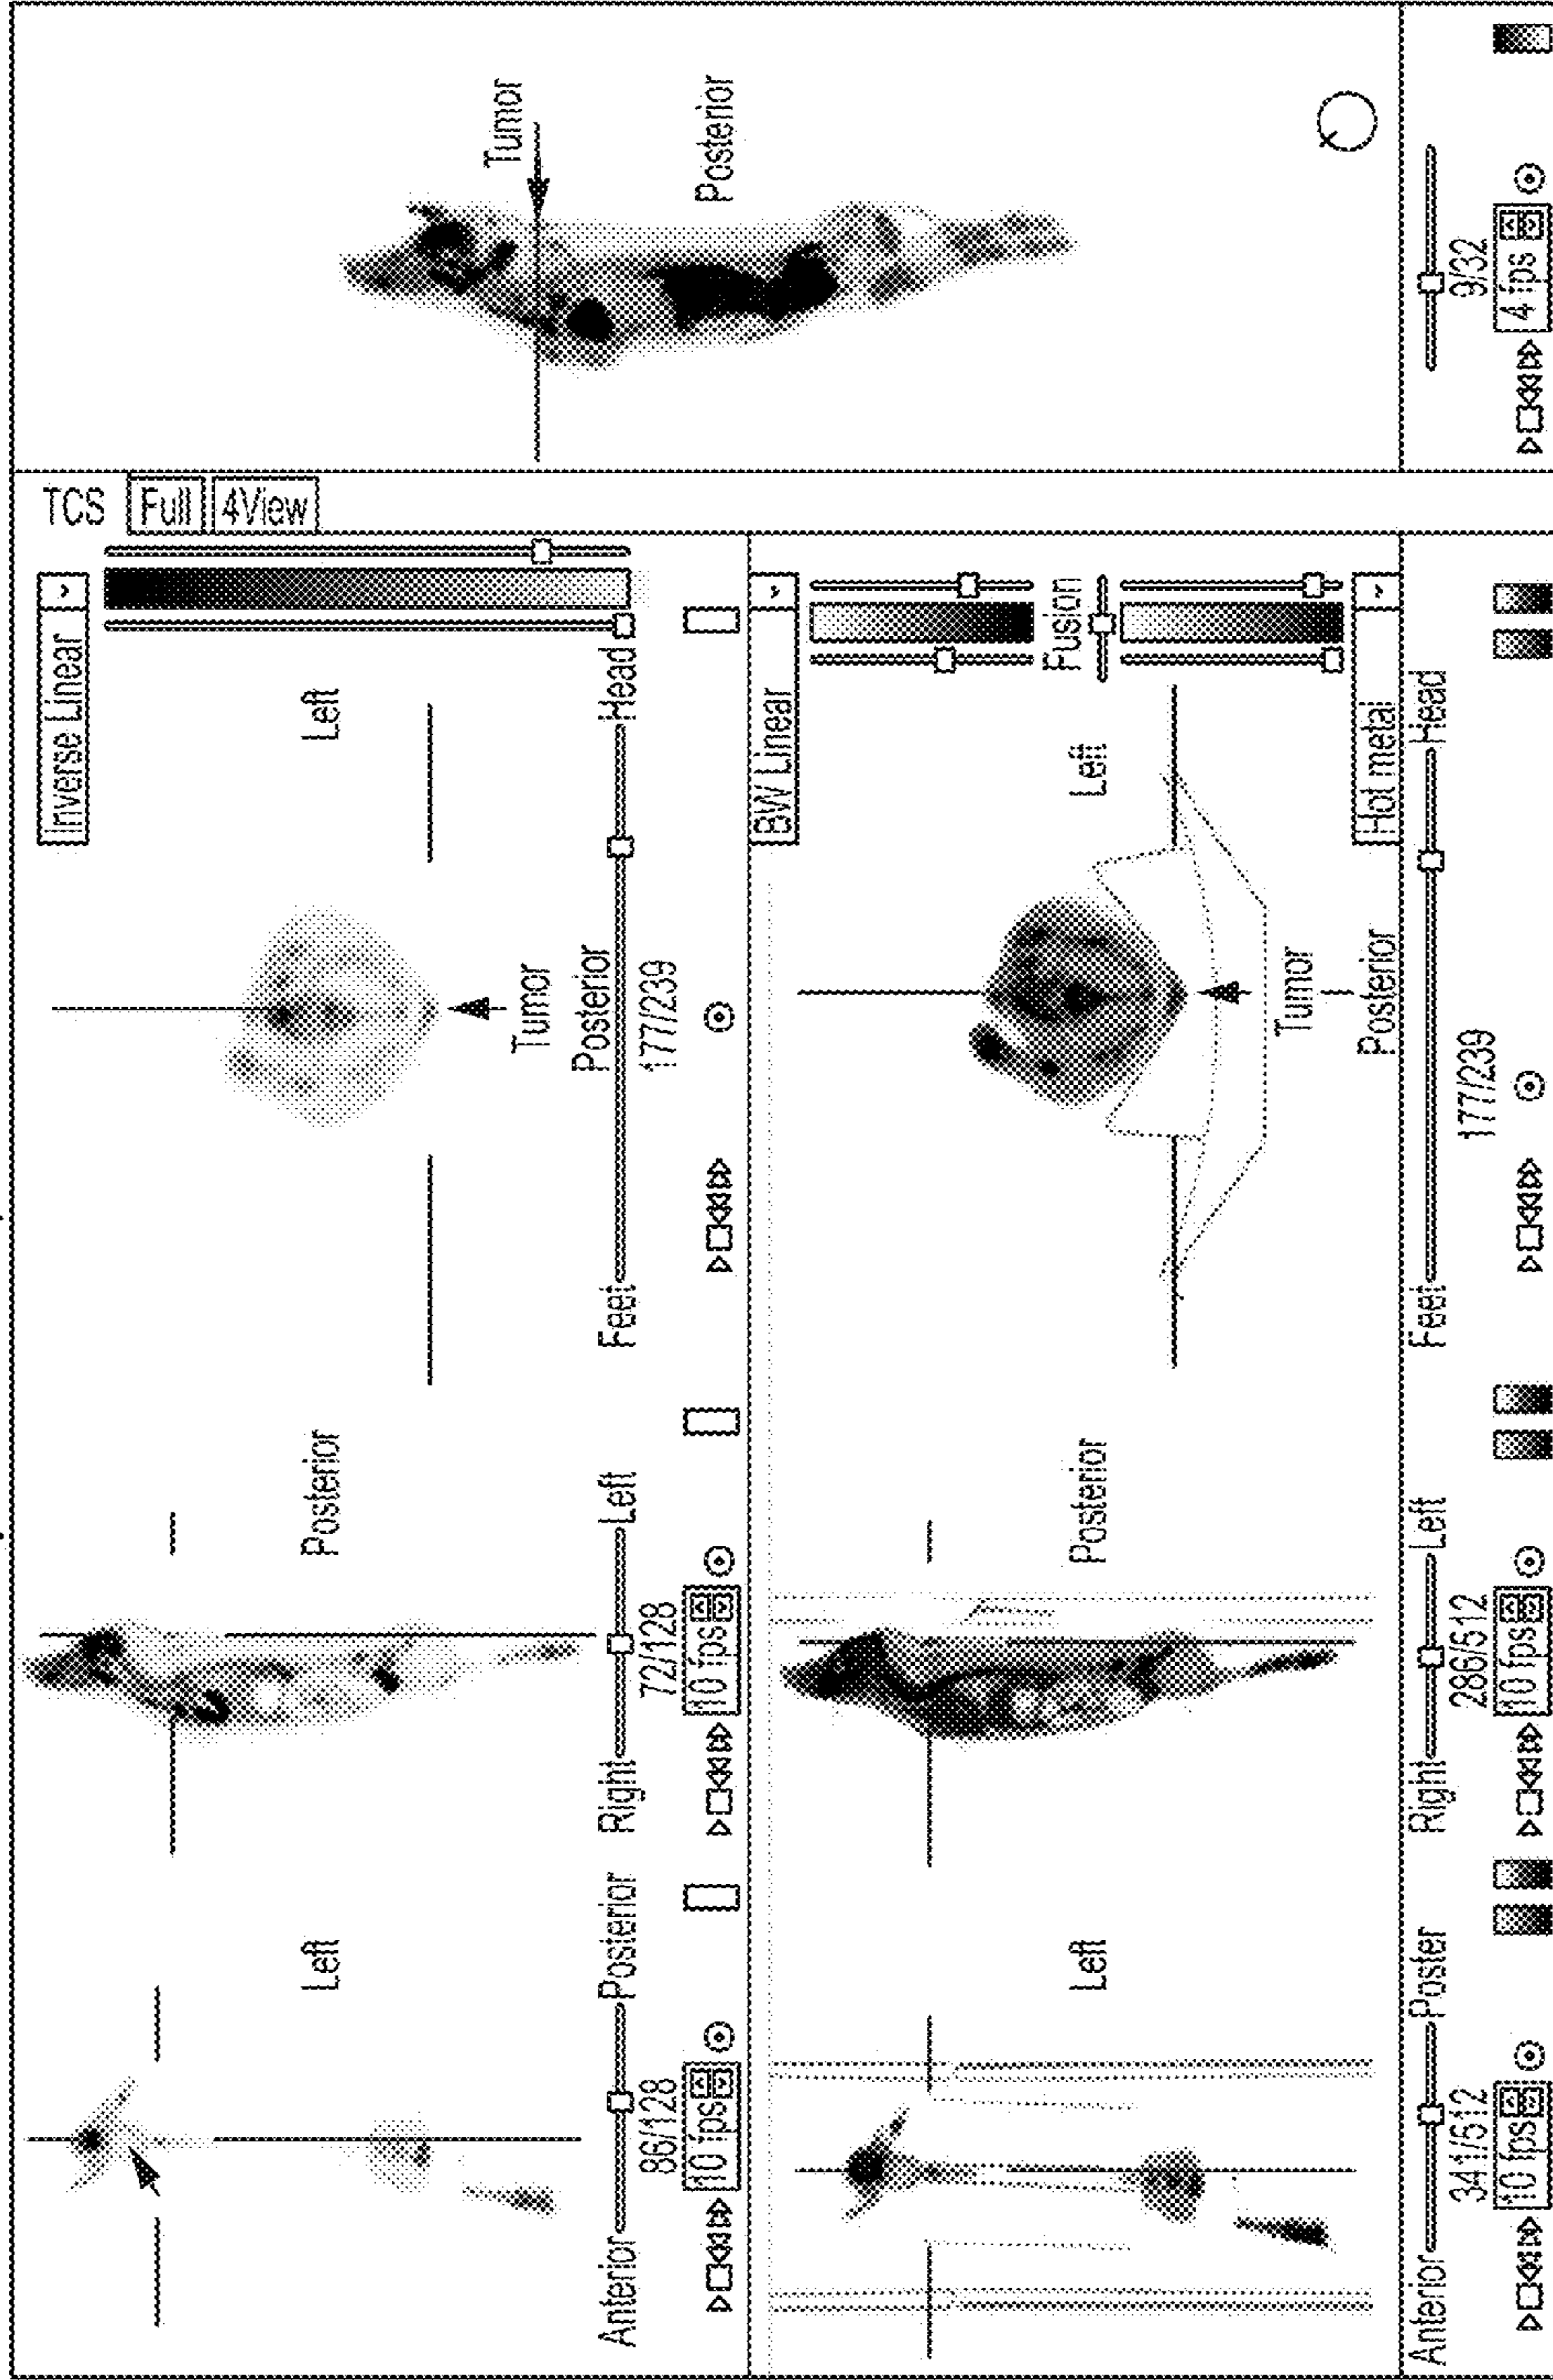 Inverse Linear
TCS
Full
4View
Left
Posterior
Left
Tumor
Posterior
Anterior
Posterior
Right
Left
Feet
Head
86/128
72/128
177/239
10 fps
10 fps
BW Linear
Fusion
Hot metal
Left
Posterior
Left
Tumor
Posterior
Anterior
Poster
Right
Left
Feet
Head
341/512
286/512
177/239
10 fps
10 fps
Tumor
Posterior
9/32
4 fps